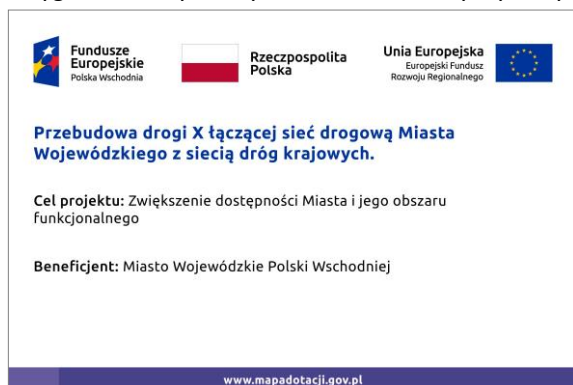 Fundusze
Europejskie
Polska Wschodnia
Rzeczpospolita
Polska
Unia Europejska
Europejski Fundusz
Rozwoju Regionalnego
Przebudowa drogi X łączącej sieć drogową Miasta
Wojewódzkiego z siecią dróg krajowych.
Cel projektu: Zwiększenie dostępności Miasta i jego obszaru
funkcjonalnego
Beneficjent: Miasto Wojewódzkie Polski Wschodniej
www.mapadotacji.gov.pl